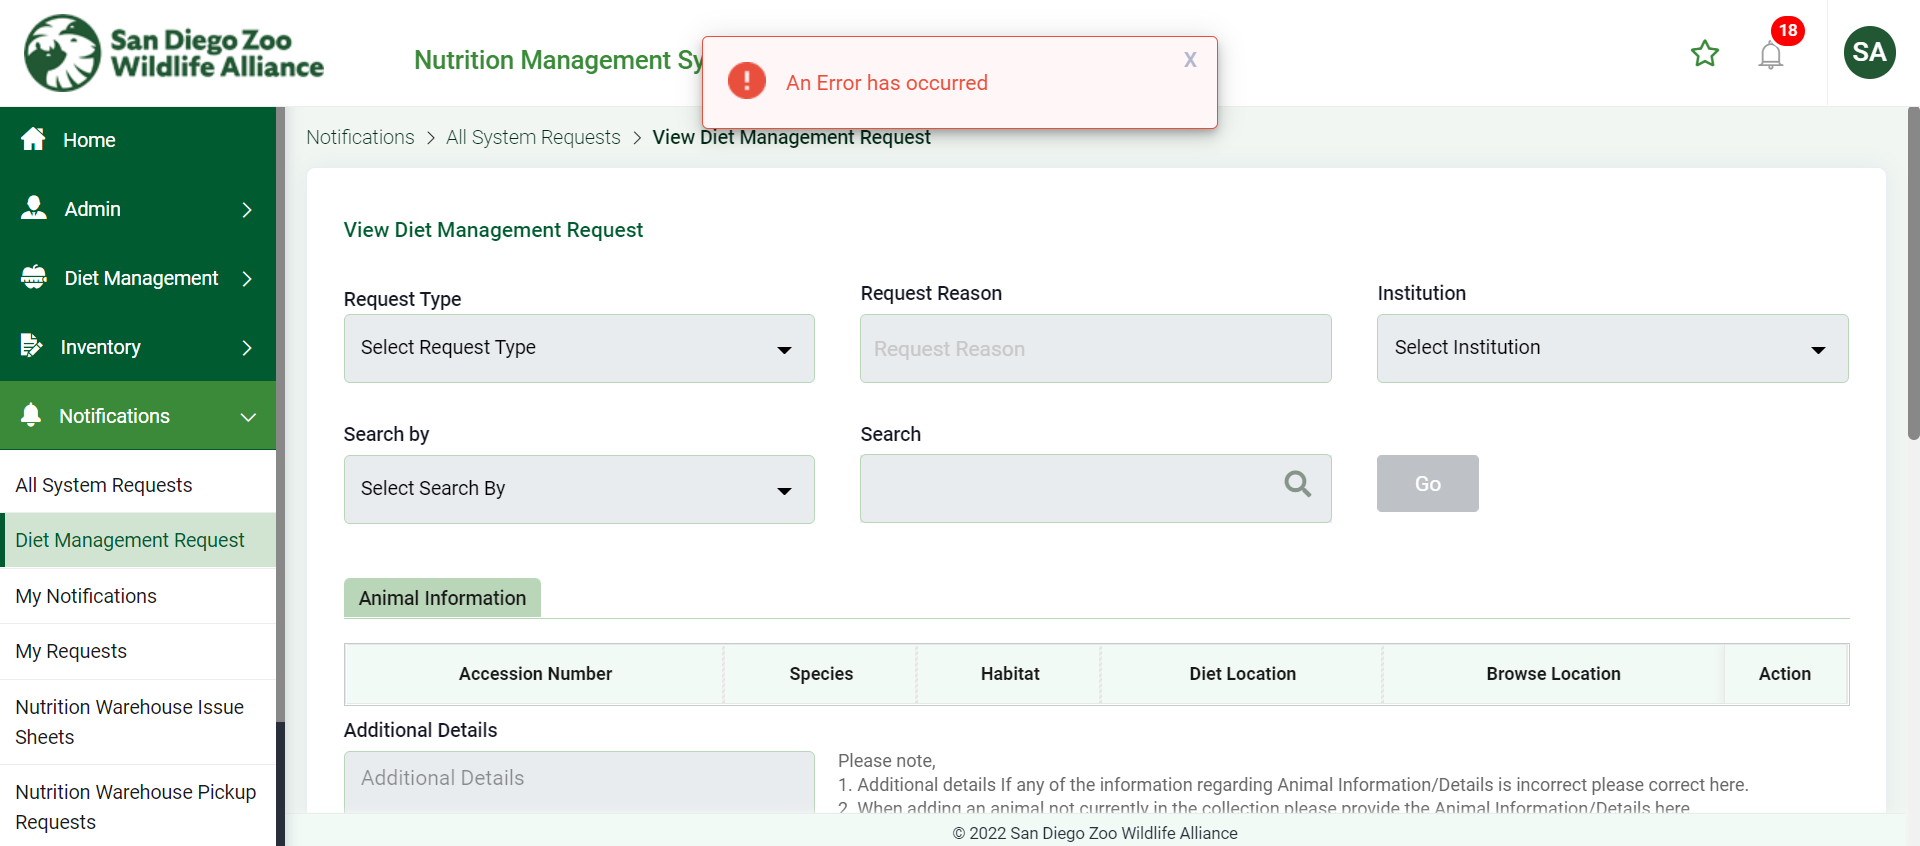 San Diego Zoo
Wildlife Alliance
Nutrition Management Sy
An Error has occurred
X
18
SA
Home
Admin
Diet Management
Inventory
Notifications
All System Requests
Diet Management Request
My Notifications
My Requests
Nutrition Warehouse Issue
Sheets
Nutrition Warehouse Pickup
Requests
Notifications > All System Requests > View Diet Management Request
View Diet Management Request
Request Type
Request Reason
Institution
Select Request Type
Request Reason
Select Institution
Search by
Search
Select Search By
Go
Animal Information
Accession Number Species Habitat Diet Location Browse Location Action
Additional Details
Additional Details
Please note,
1. Additional details If any of the information regarding Animal Information/Details is incorrect please correct here.
2. When adding an animal not currently in the collection please provide the Animal Information/Details here
© 2022 San Diego Zoo Wildlife Alliance